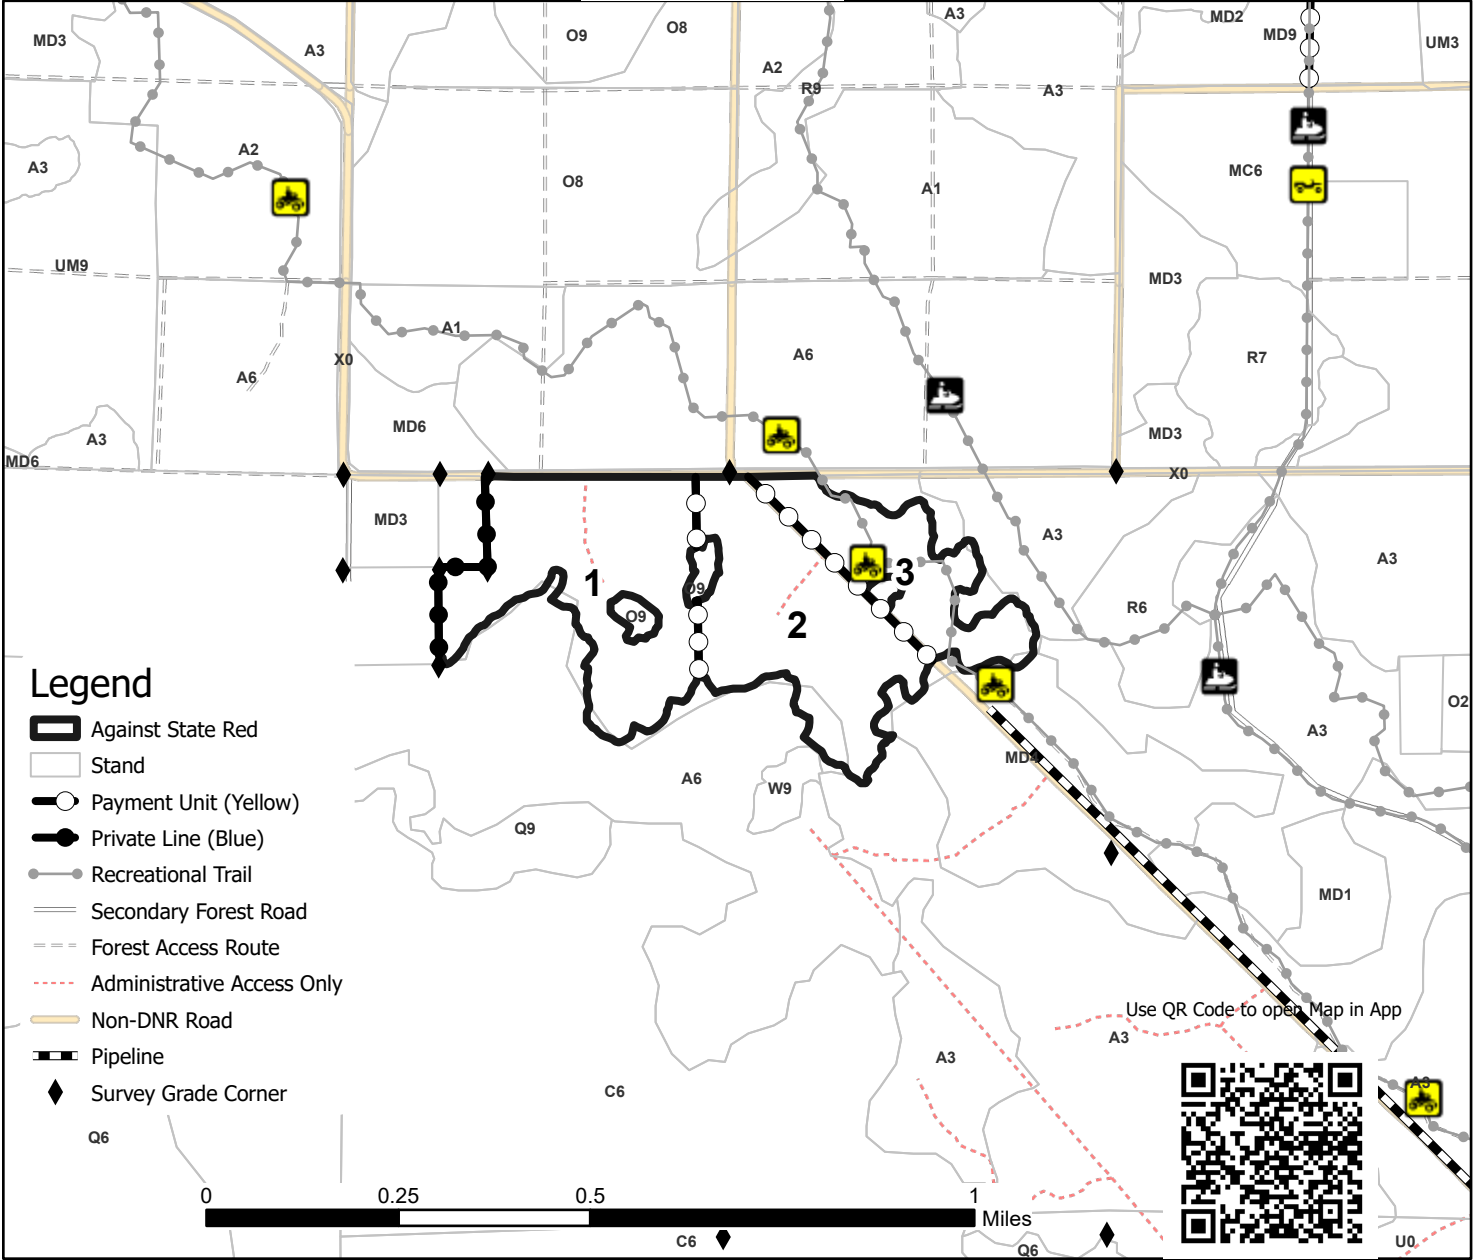 MD3
A3
O9
O8
A2
R9
A3
A3
MD2
MD9
UM3
A3
A2
O8
A1
MC6
UM9
MD3
A1
X0
A6
A6
R7
A3
MD6
MD3
MD6
X0
MD3
A3
A3
1
O9
O9
2
3
R6
O2
A3
A6
W9
MD4
Q9
MD1
Legend
Against State Red
Stand
Payment Unit (Yellow)
Private Line (Blue)
Recreational Trail
Secondary Forest Road
Forest Access Route
Administrative Access Only
Non-DNR Road
Pipeline
Survey Grade Corner
Use QR Code to open Map in App
A3
A3
A3
C6
Q6
0 0.25 0.5 1
Miles
C6
Q6
U0